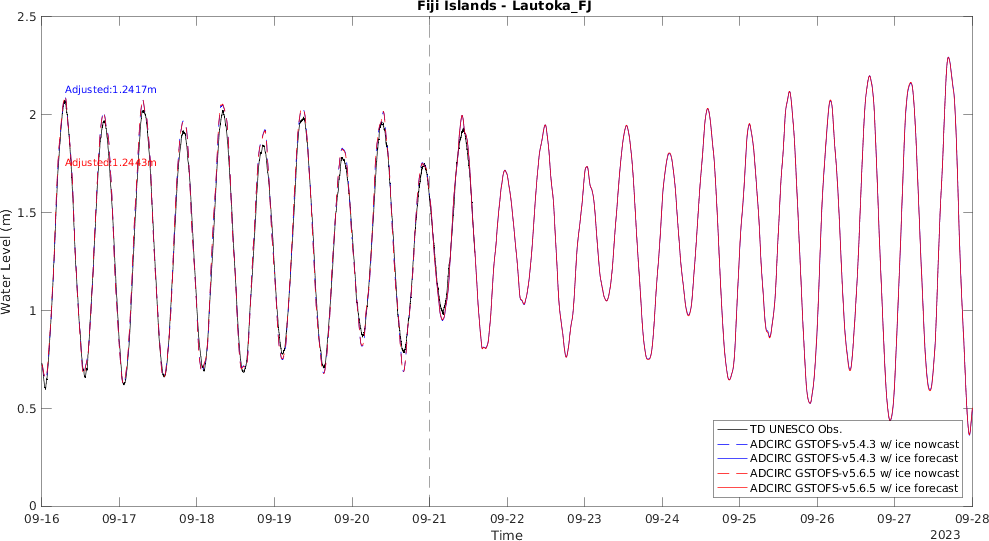 Fiji Islands - Lautoka_FJ
2.5
2
1.5
1
0.5
0
Water Level (m)
Adjusted:1.2417m
Adjusted:1.2443m
TD UNESCO Obs.
ADCIRC GSTOFS-v5.4.3 w/ ice nowcast
ADCIRC GSTOFS-v5.4.3 w/ ice forecast
ADCIRC GSTOFS-v5.6.5 w/ ice nowcast
ADCIRC GSTOFS-v5.6.5 w/ ice forecast
09-16 09-17 09-18 09-19 09-20 09-21 09-22 09-23 09-24 09-25 09-26 09-27 09-28
Time
2023